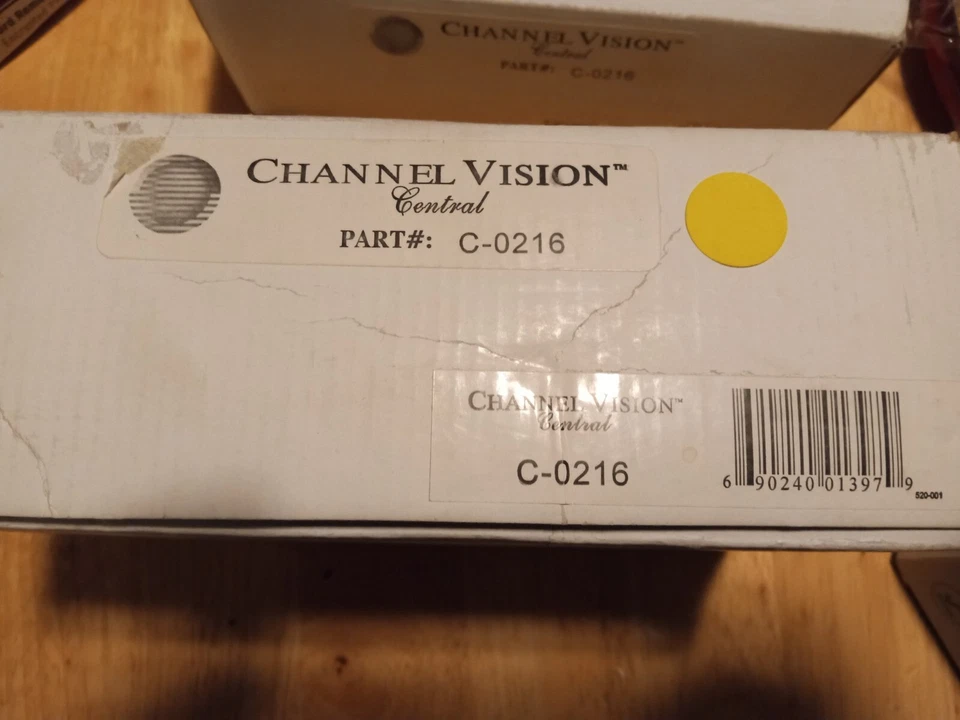 CHANNEL VISION™
Central
PART#: C-0216
CHANNEL VISION™
Central
PART#: C-0216
CHANNEL VISION™
Central
C-0216
6 90240 01397 9
520-001